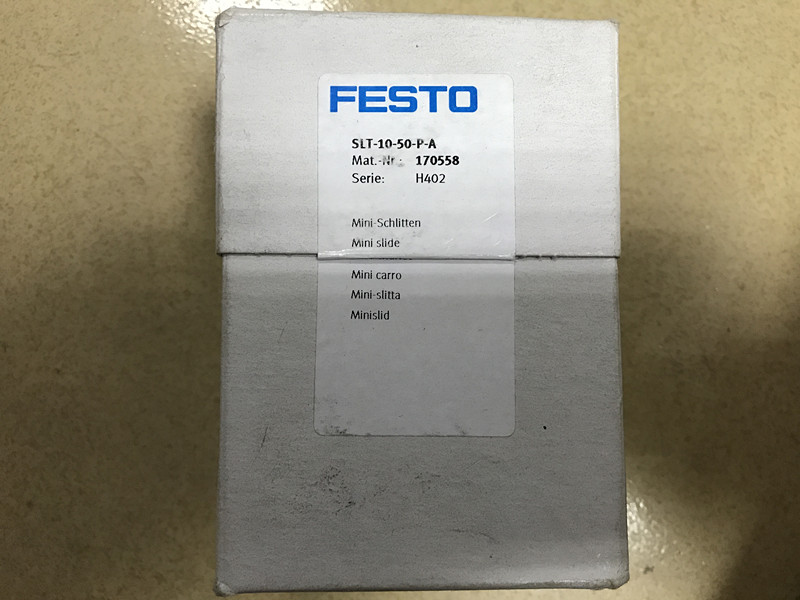 FESTO
SLT-10-50-P-A
Mat.-Nr.: 170558
Serie: H402
Mini-Schlitten
Mini slide
Mini carro
Mini-slitta
Minislid